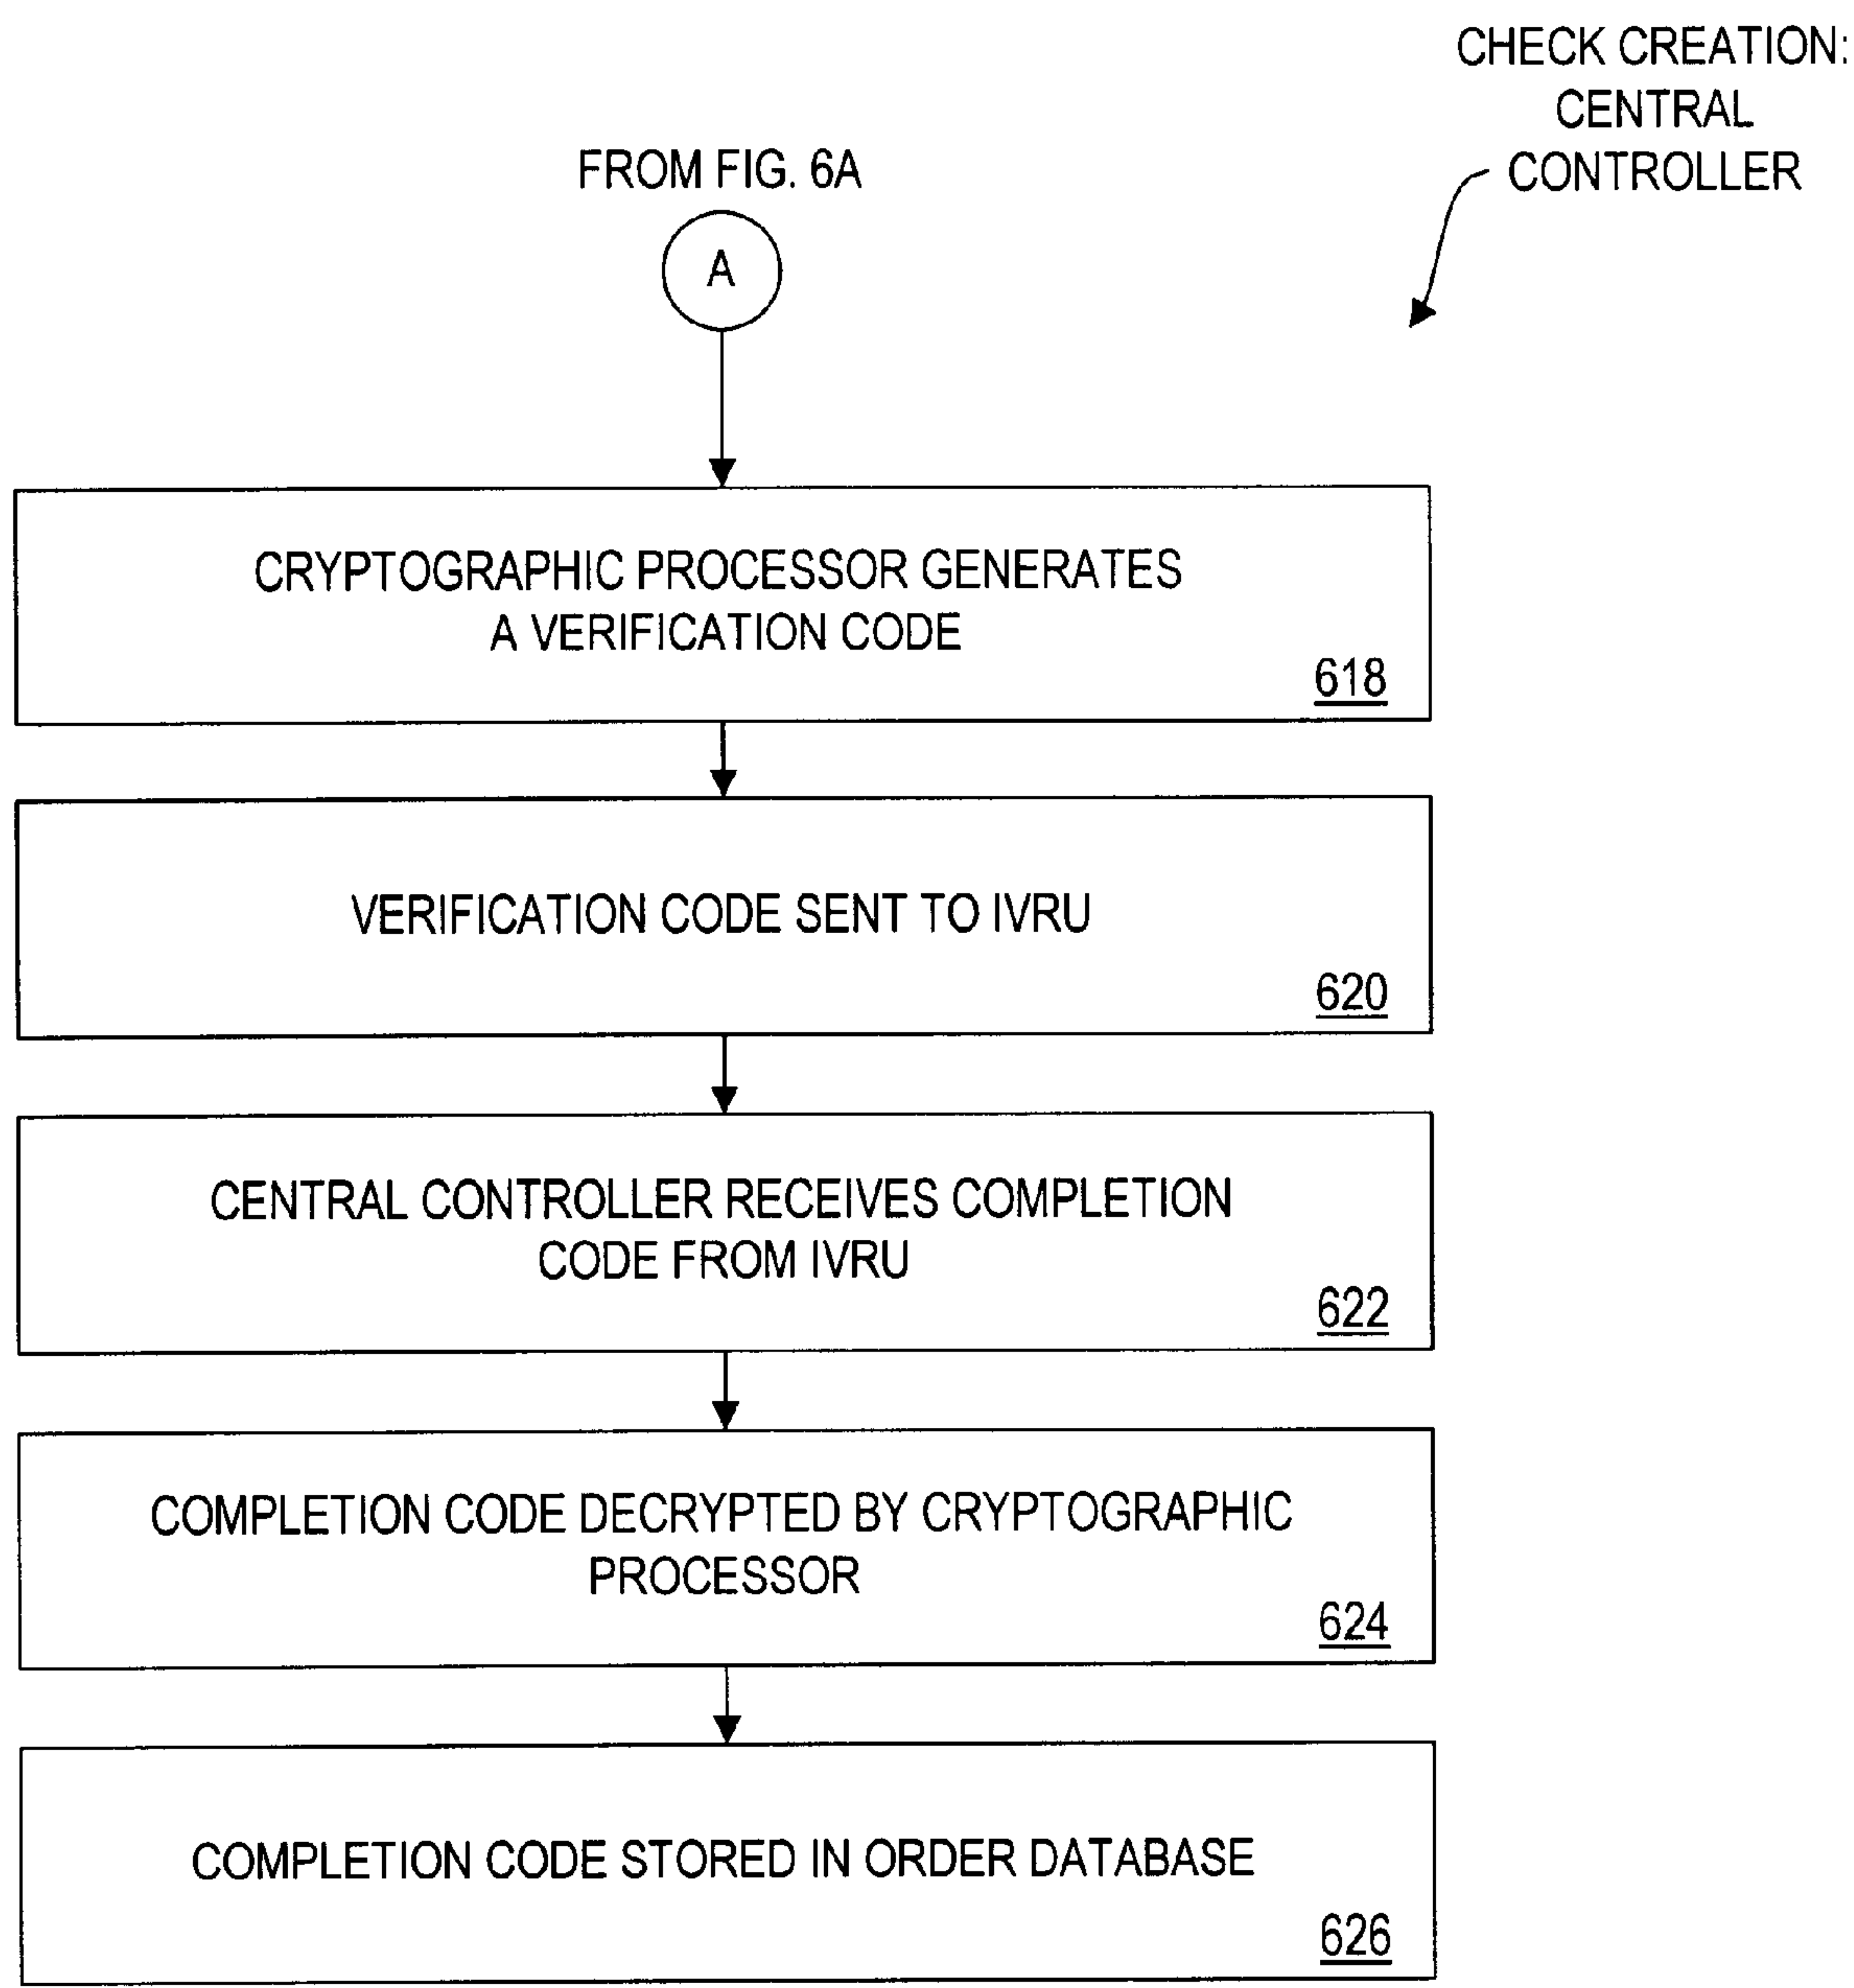 CHECK CREATION:
CENTRAL
CONTROLLER
FROM FIG. 6A
A
CRYPTOGRAPHIC PROCESSOR GENERATES
A VERIFICATION CODE
618
VERIFICATION CODE SENT TO IVRU
620
CENTRAL CONTROLLER RECEIVES COMPLETION
CODE FROM IVRU
622
COMPLETION CODE DECRYPTED BY CRYPTOGRAPHIC
PROCESSOR
624
COMPLETION CODE STORED IN ORDER DATABASE
626